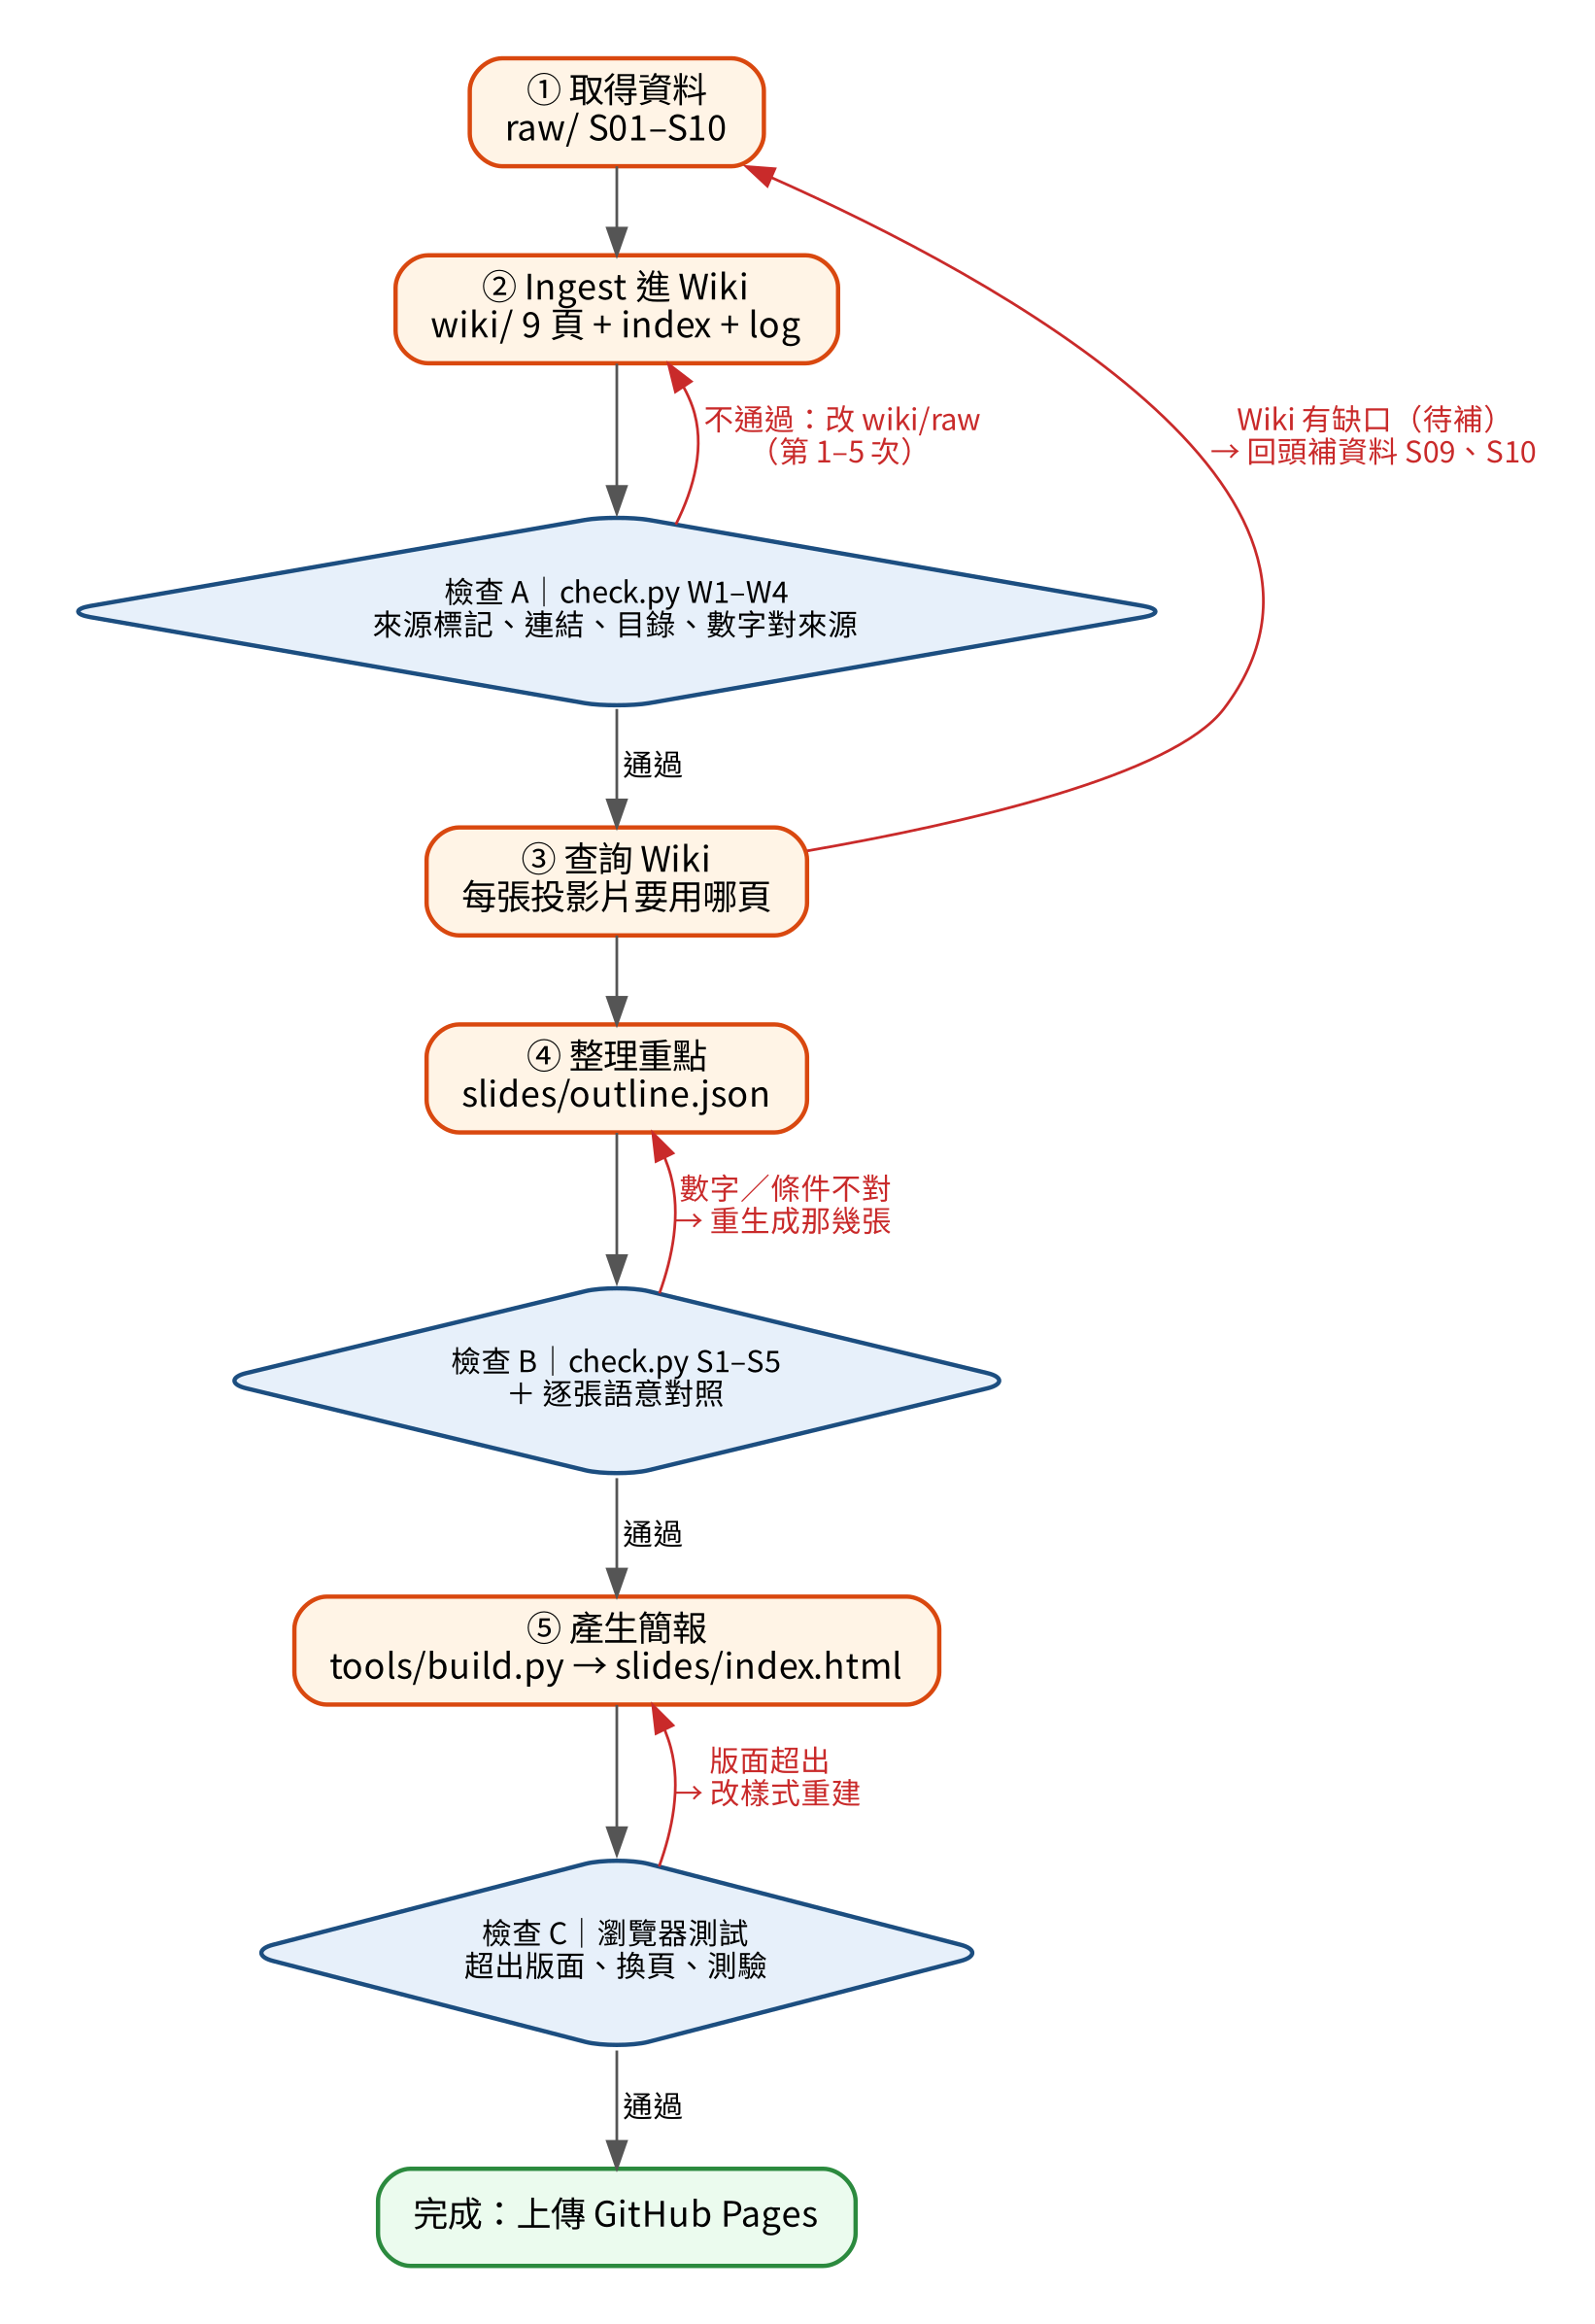 ① 取得資料
raw/ S01–S10
② Ingest 進 Wiki
wiki/ 9 頁 + index + log
不通過：改 wiki/raw
（第 1–5 次）
Wiki 有缺口（待補）
→ 回頭補資料 S09、S10
檢查 A｜check.py W1–W4
來源標記、連結、目錄、數字對來源
通過
③ 查詢 Wiki
每張投影片要用哪頁
④ 整理重點
slides/outline.json
數字／條件不對
→ 重生成那幾張
檢查 B｜check.py S1–S5
＋ 逐張語意對照
通過
⑤ 產生簡報
tools/build.py → slides/index.html
版面超出
→ 改樣式重建
檢查 C｜瀏覽器測試
超出版面、換頁、測驗
通過
完成：上傳 GitHub Pages